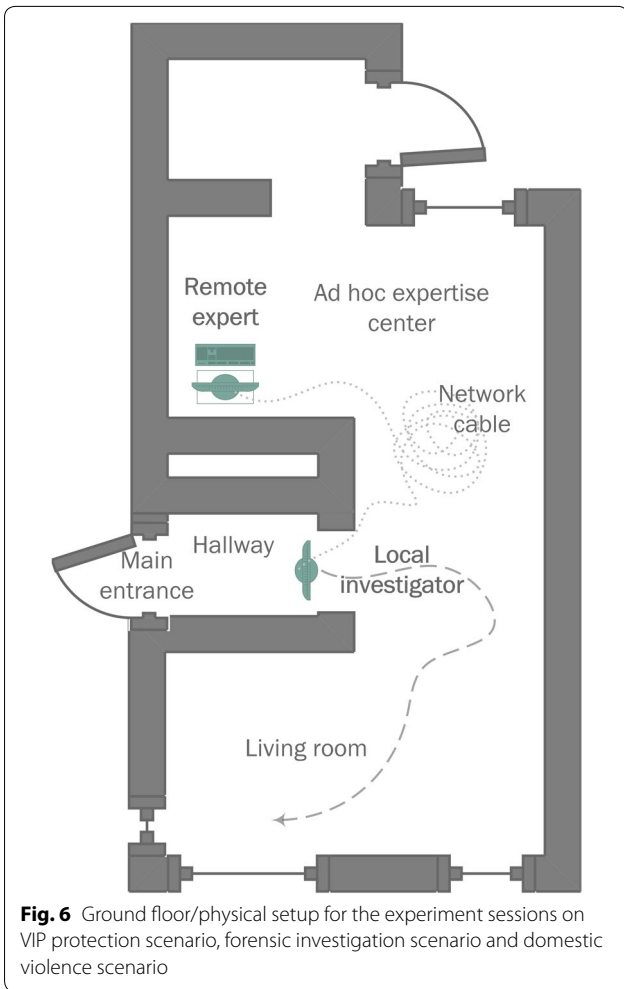 Remote
expert
Ad hoc expertise
center
Network
cable
Hallway
Main
entrance
Local
investigator
Living room
Fig. 6 Ground floor/physical setup for the experiment sessions on
VIP protection scenario, forensic investigation scenario and domestic
violence scenario